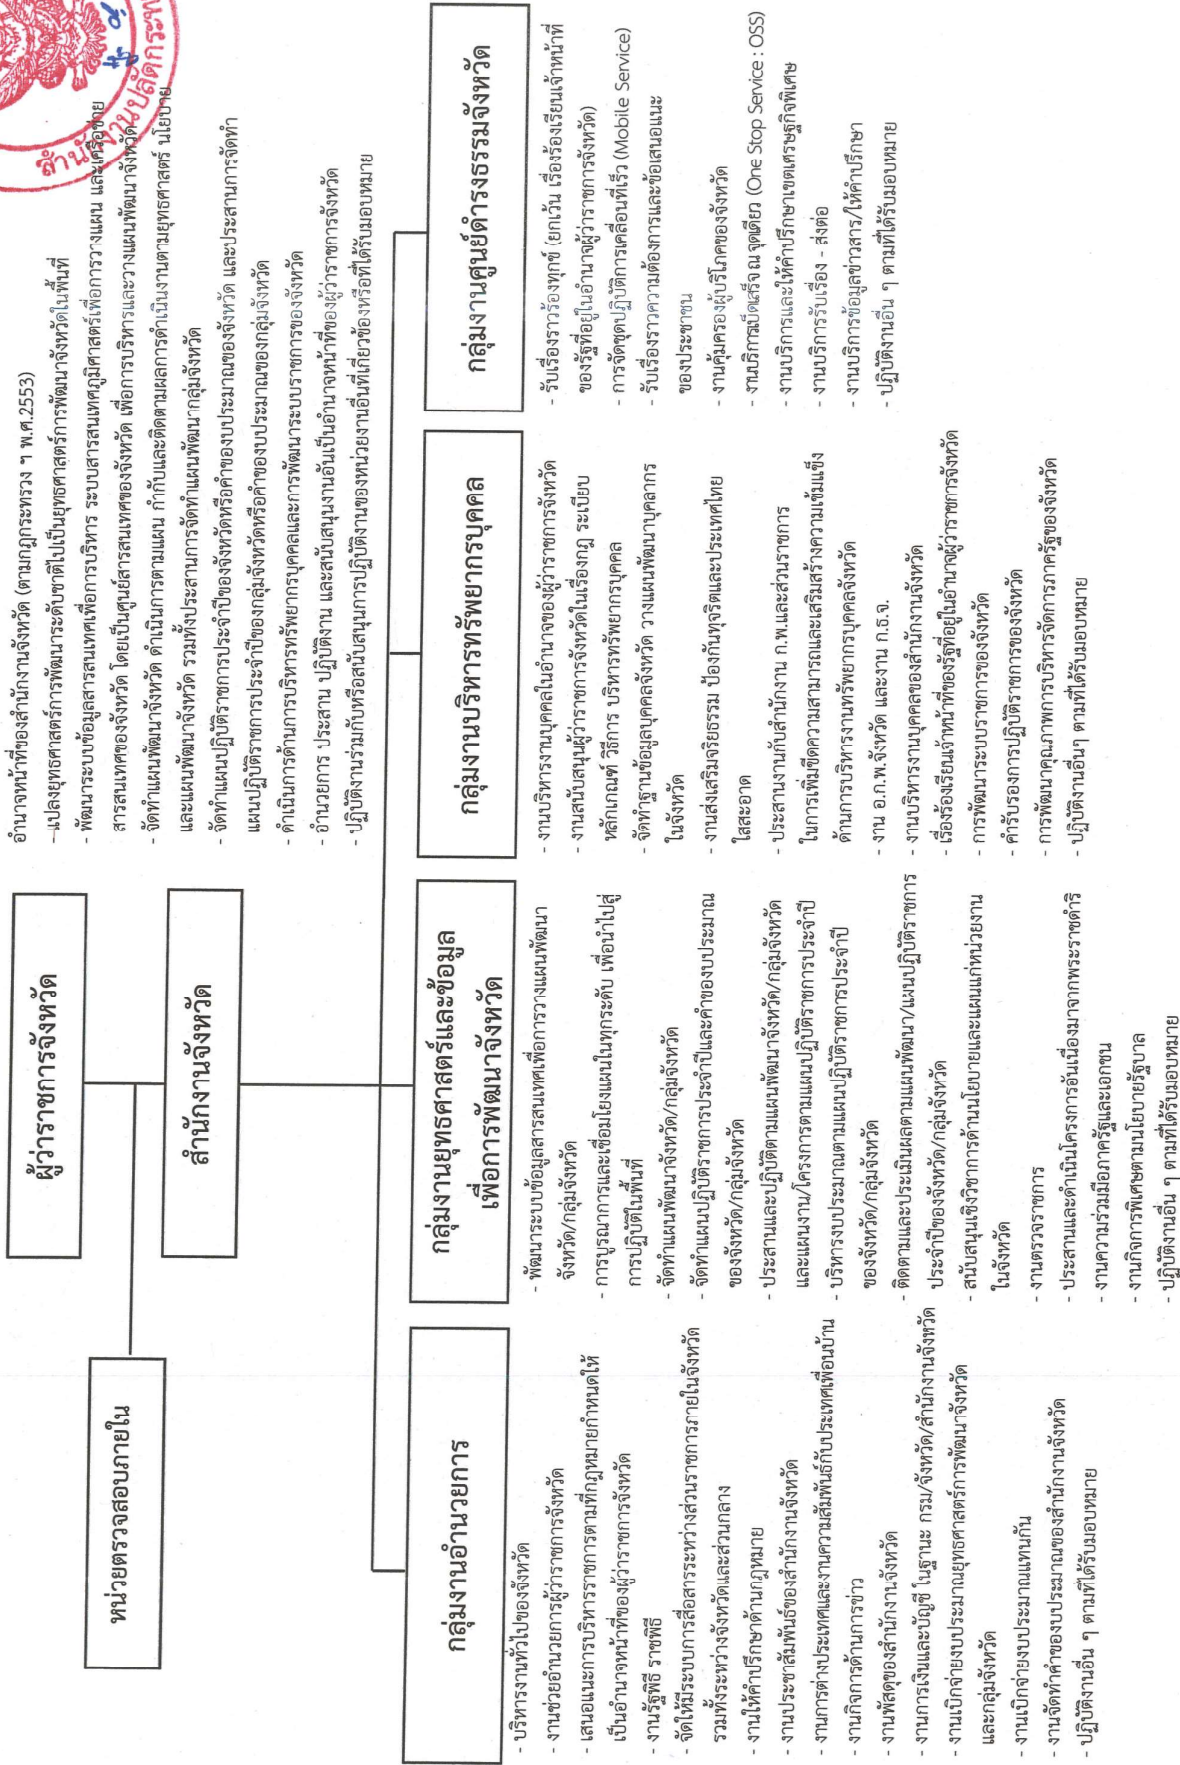 ผู้ว่าราชการจังหวัด
หน่วยตรวจสอบภายใน
สำนักงานจังหวัด
อำนาจหน้าที่ของสำนักงานจังหวัด (ตามกฎกระทรวง ฯ พ.ศ.2553)
- แปลงยุทธศาสตร์การพัฒนาระดับชาติไปเป็นยุทธศาสตร์การพัฒนาจังหวัดในพื้นที่
- พัฒนาระบบข้อมูลสารสนเทศเพื่อการบริหาร ระบบสารสนเทศภูมิศาสตร์เพื่อการวางแผน และเครือข่าย
สารสนเทศของจังหวัด โดยเป็นศูนย์สารสนเทศของจังหวัด เพื่อการบริหารและวางแผนพัฒนาจังหวัด
- จัดทำแผนพัฒนาจังหวัด ดำเนินการตามแผน กำกับและติดตามผลการดำเนินงานตามยุทธศาสตร์ นโยบาย
และแผนพัฒนาจังหวัด รวมทั้งประสานการจัดทำแผนพัฒนากลุ่มจังหวัด
- จัดทำแผนปฏิบัติราชการประจำปีของจังหวัดหรือคำของบประมาณของจังหวัด และประสานการจัดทำ
แผนปฏิบัติราชการประจำปีของกลุ่มจังหวัดหรือคำของบประมาณของกลุ่มจังหวัด
- ดำเนินการด้านการบริหารทรัพยากรบุคคลและการพัฒนาระบบราชการของจังหวัด
- อำนวยการ ประสาน ปฏิบัติงาน และสนับสนุนงานอันเป็นอำนาจหน้าที่ของผู้ว่าราชการจังหวัด
- ปฏิบัติงานร่วมกับหรือสนับสนุนการปฏิบัติงานของหน่วยงานอื่นที่เกี่ยวข้องหรือที่ได้รับมอบหมาย
สำนักงานปลัดกระทรวง
กลุ่มงานอำนวยการ
- บริหารงานทั่วไปของจังหวัด
- งานช่วยอำนวยการผู้ว่าราชการจังหวัด
- เสนอแนะการบริหารราชการตามที่กฎหมายกำหนดให้
เป็นอำนาจหน้าที่ของผู้ว่าราชการจังหวัด
- งานรัฐพิธี ราชพิธี
- จัดให้มีระบบการสื่อสารระหว่างส่วนราชการภายในจังหวัด
รวมทั้งระหว่างจังหวัดและส่วนกลาง
- งานให้คำปรึกษาด้านกฎหมาย
- งานประชาสัมพันธ์ของสำนักงานจังหวัด
- งานการต่างประเทศและงานความสัมพันธ์กับประเทศเพื่อนบ้าน
- งานกิจการด้านการข่าว
- งานพัสดุของสำนักงานจังหวัด
- งานการเงินและบัญชี ในฐานะ กรม/จังหวัด/สำนักงานจังหวัด
- งานเบิกจ่ายงบประมาณยุทธศาสตร์การพัฒนาจังหวัด
และกลุ่มจังหวัด
- งานเบิกจ่ายงบประมาณแทนกัน
- งานจัดทำคำของบประมาณของสำนักงานจังหวัด
- ปฏิบัติงานอื่น ๆ ตามที่ได้รับมอบหมาย
กลุ่มงานยุทธศาสตร์และข้อมูล
เพื่อการพัฒนาจังหวัด
- พัฒนาระบบข้อมูลสารสนเทศเพื่อการวางแผนพัฒนา
จังหวัด/กลุ่มจังหวัด
- การบูรณาการและเชื่อมโยงแผนในทุกระดับ เพื่อนำไปสู่
การปฏิบัติในพื้นที่
- จัดทำแผนพัฒนาจังหวัด/กลุ่มจังหวัด
- จัดทำแผนปฏิบัติราชการประจำปีและคำของบประมาณ
ของจังหวัด/กลุ่มจังหวัด
- ประสานและปฏิบัติตามแผนพัฒนาจังหวัด/กลุ่มจังหวัด
และแผนงาน/โครงการตามแผนปฏิบัติราชการประจำปี
- บริหารงบประมาณตามแผนปฏิบัติราชการประจำปี
ของจังหวัด/กลุ่มจังหวัด
- ติดตามและประเมินผลตามแผนพัฒนา/แผนปฏิบัติราชการ
ประจำปีของจังหวัด/กลุ่มจังหวัด
- สนับสนุนเชิงวิชาการด้านนโยบายและแผนแก่หน่วยงาน
ในจังหวัด
- งานตรวจราชการ
- ประสานและดำเนินโครงการอันเนื่องมาจากพระราชดำริ
- งานความร่วมมือภาครัฐและเอกชน
- งานกิจการพิเศษตามนโยบายรัฐบาล
- ปฏิบัติงานอื่น ๆ ตามที่ได้รับมอบหมาย
กลุ่มงานบริหารทรัพยากรบุคคล
- งานบริหารงานบุคคลในอำนาจของผู้ว่าราชการจังหวัด
- งานสนับสนุนผู้ว่าราชการจังหวัดในเรื่องกฎ ระเบียบ
หลักเกณฑ์ วิธีการ บริหารทรัพยากรบุคคล
- จัดทำฐานข้อมูลบุคคลจังหวัด วางแผนพัฒนาบุคลากร
ในจังหวัด
- งานส่งเสริมจริยธรรม ป้องกันทุจริตและประเทศไทย
ใสสะอาด
- ประสานงานกับสำนักงาน ก.พ.และส่วนราชการ
ในการเพิ่มขีดความสามารถและเสริมสร้างความเข้มแข็ง
ด้านการบริหารงานทรัพยากรบุคคลจังหวัด
- งาน อ.ก.พ.จังหวัด และงาน ก.ธ.จ.
- งานบริหารงานบุคคลของสำนักงานจังหวัด
- เรื่องร้องเรียนเจ้าหน้าที่ของรัฐที่อยู่ในอำนาจผู้ว่าราชการจังหวัด
- การพัฒนาระบบราชการของจังหวัด
- คำรับรองการปฏิบัติราชการของจังหวัด
- การพัฒนาคุณภาพการบริหารจัดการภาครัฐของจังหวัด
- ปฏิบัติงานอื่นๆ ตามที่ได้รับมอบหมาย
กลุ่มงานศูนย์ดำรงธรรมจังหวัด
- รับเรื่องราวร้องทุกข์ (ยกเว้น เรื่องร้องเรียนเจ้าหน้าที่
ของรัฐที่อยู่ในอำนาจผู้ว่าราชการจังหวัด)
- การจัดชุดปฏิบัติการเคลื่อนที่เร็ว (Mobile Service)
- รับเรื่องราวความต้องการและข้อเสนอแนะ
ของประชาชน
- งานคุ้มครองผู้บริโภคของจังหวัด
- งานบริการเบ็ดเสร็จ ณ จุดเดียว (One Stop Service : OSS)
- งานบริการและให้คำปรึกษาเขตเศรษฐกิจพิเศษ
- งานบริการรับเรื่อง - ส่งต่อ
- งานบริการข้อมูลข่าวสาร/ให้คำปรึกษา
- ปฏิบัติงานอื่น ๆ ตามที่ได้รับมอบหมาย